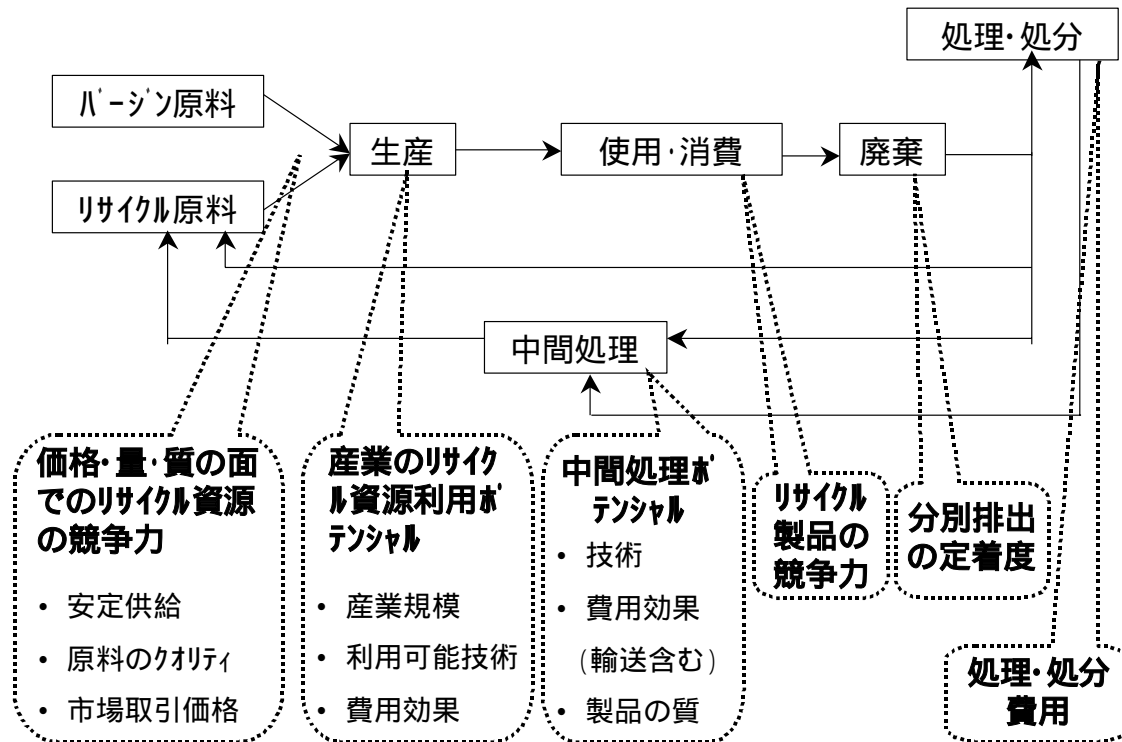 処理・処分
バージン原料
生産
使用・消費
廃棄
リサイクル原料
中間処理
価格・量・質の面
でのリサイクル資源
の競争力
• 安定供給
• 原料のクオリティ
• 市場取引価格
産業のリサイク
ル資源利用ポ
テンシャル
• 産業規模
• 利用可能技術
• 費用効果
中間処理ポ
テンシャル
• 技術
• 費用効果
(輸送含む)
• 製品の質
リサイクル
製品の
競争力
分別排出
の定着度
処理・処分
費用